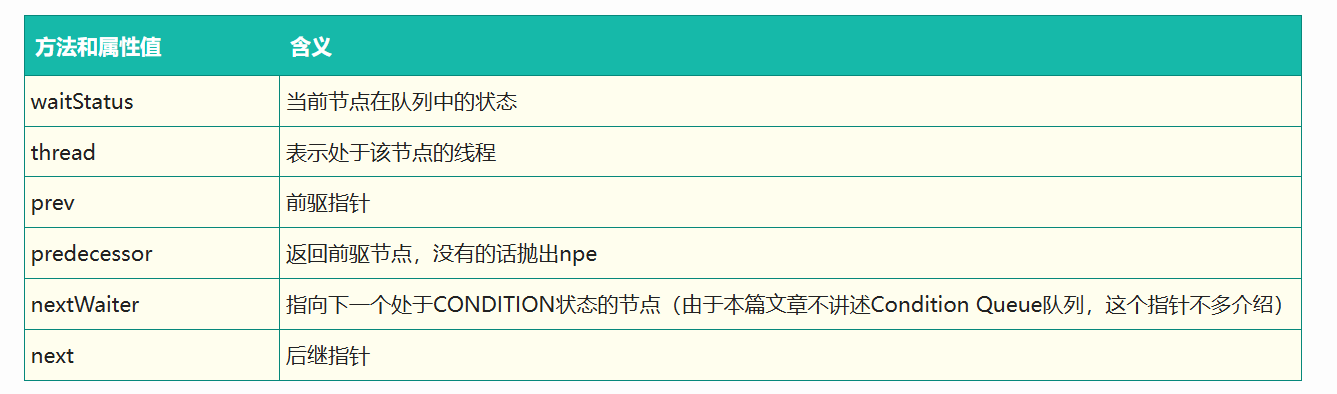 方法和属性值 含义
waitStatus 当前节点在队列中的状态
thread 表示处于该节点的线程
prev 前驱指针
predecessor 返回前驱节点，没有的话抛出npe
nextWaiter 指向下一个处于CONDITION状态的节点（由于本篇文章不讲述Condition Queue队列，这个指针不多介绍）
next 后继指针